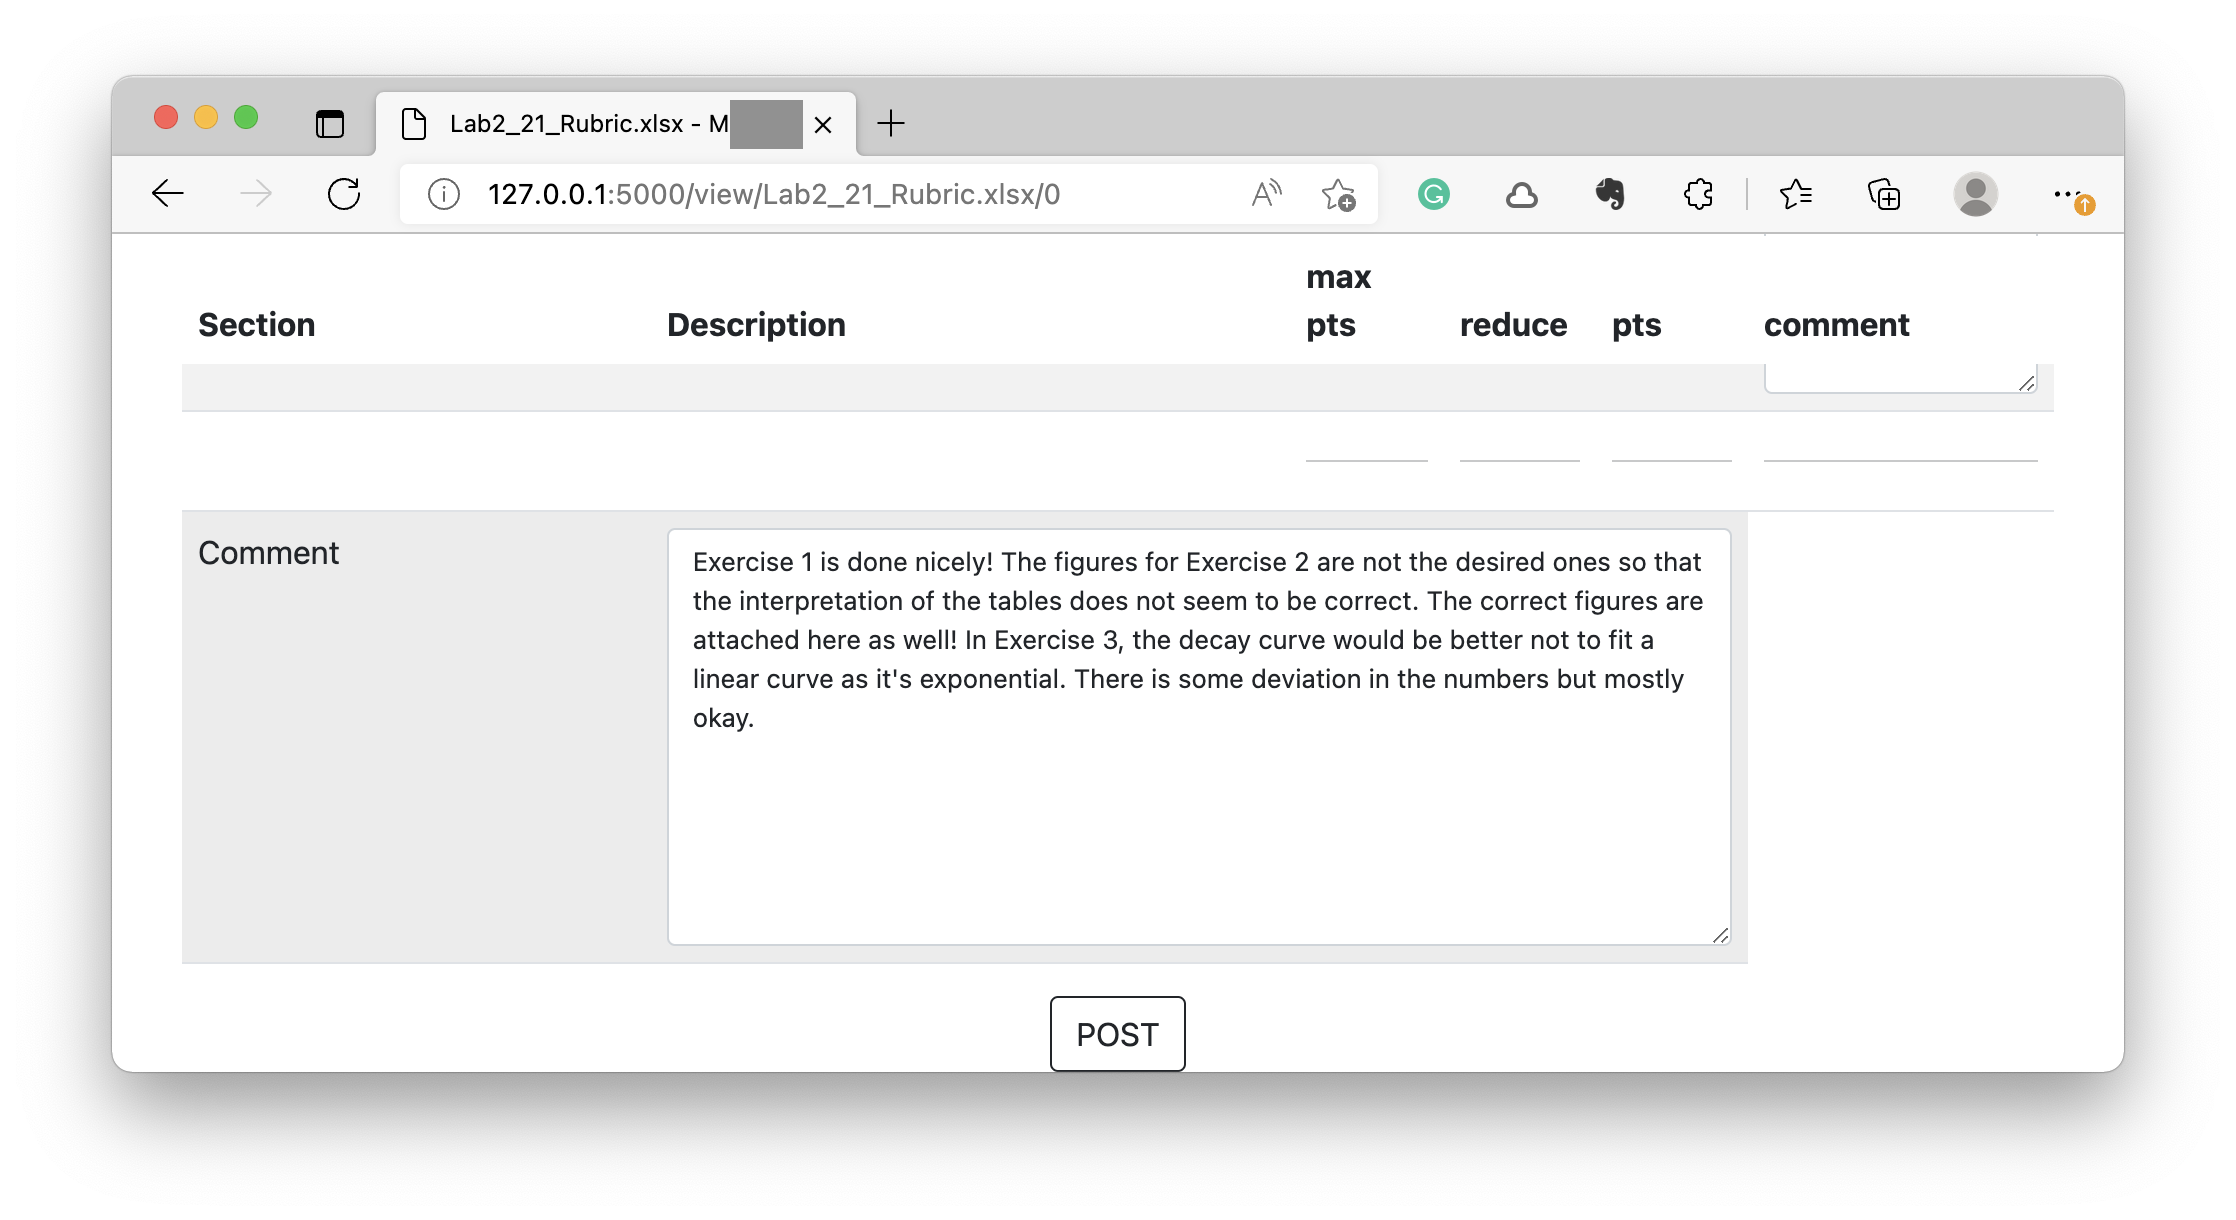 Lab2_21_Rubric.xlsx - M
127.0.0.1:5000/view/Lab2_21_Rubric.xlsx/0
Section Description max pts reduce pts comment
Comment
Exercise 1 is done nicely! The figures for Exercise 2 are not the desired ones so that
the interpretation of the tables does not seem to be correct. The correct figures are
attached here as well! In Exercise 3, the decay curve would be better not to fit a
linear curve as it's exponential. There is some deviation in the numbers but mostly
okay.
POST